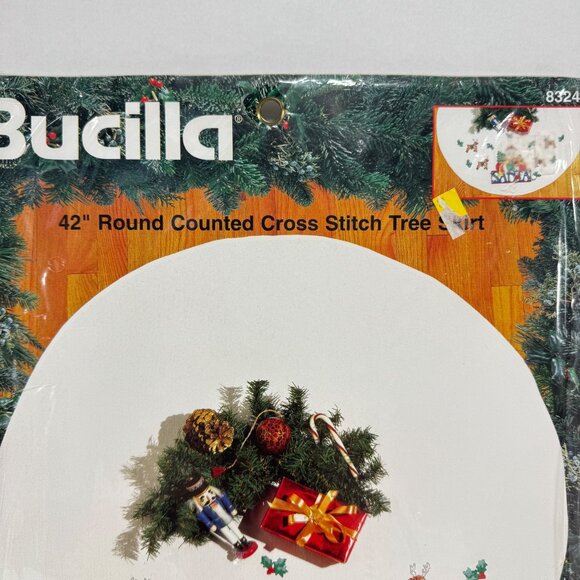 Bucilla®
8324
42" Round Counted Cross Stitch Tree Skirt